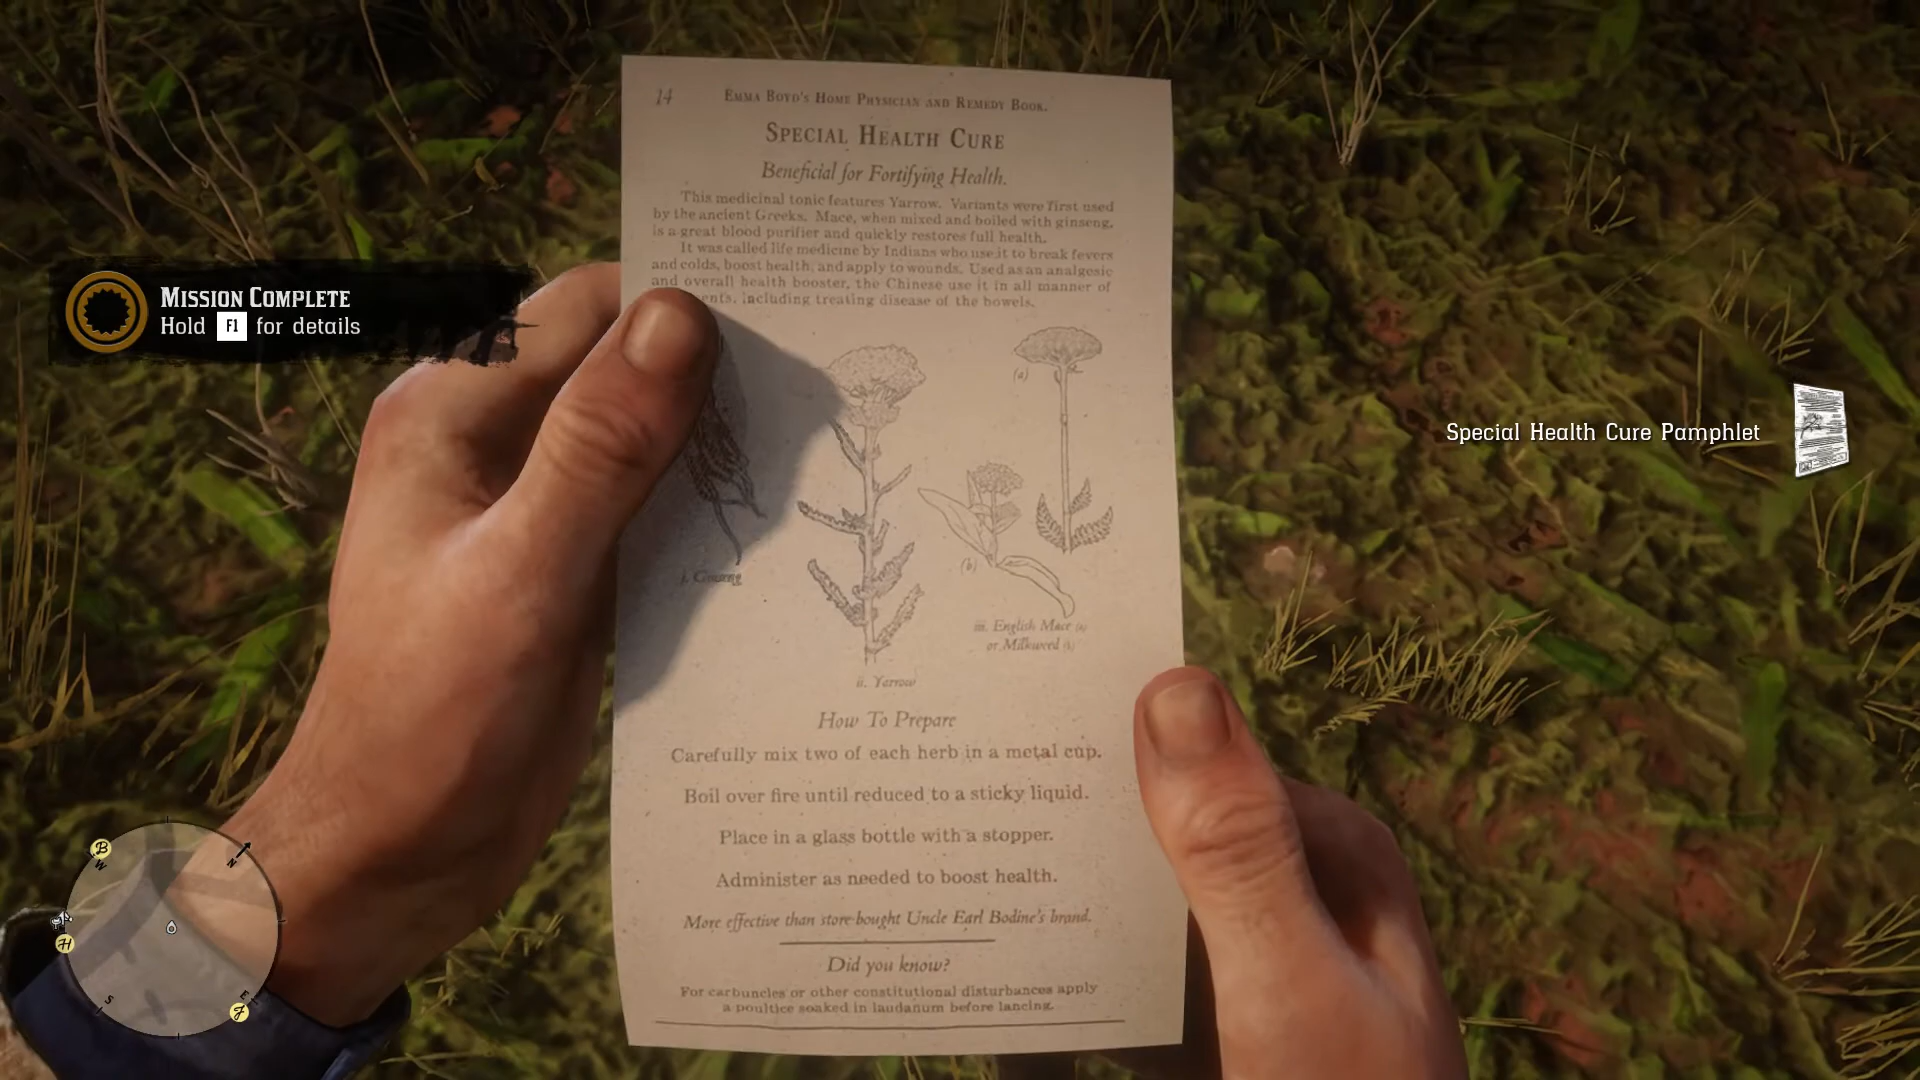 14
Emma Boyd's Home Physician and Remedy Book.
Special Health Cure
Beneficial for Fortifying Health.
This medicinal tonic features Yarrow. Variants were first used
by the ancient Greeks. Mace, when mixed and boiled with ginseng,
is a great blood purifier and quickly restores full health.
It was called life medicine by Indians who use it to break fevers
and colds, boost health, and apply to wounds. Used as an analgesic
and overall health booster, the Chinese use it in all manner of
ents, including treating disease of the bowels.
Mission Complete
Hold F1 for details
(a)
Special Health Cure Pamphlet
(b)
i. Ginseng
iii. English Mace (a)
or Milkweed (b)
ii. Yarrow
How To Prepare
Carefully mix two of each herb in a metal cup.
Boil over fire until reduced to a sticky liquid.
Place in a glass bottle with a stopper.
Administer as needed to boost health.
More effective than store-bought Uncle Earl Bodine's brand.
Did you know?
For carbuncles or other constitutional disturbances apply
a poultice soaked in laudanum before lancing.
B
W
N
H
S
E
J